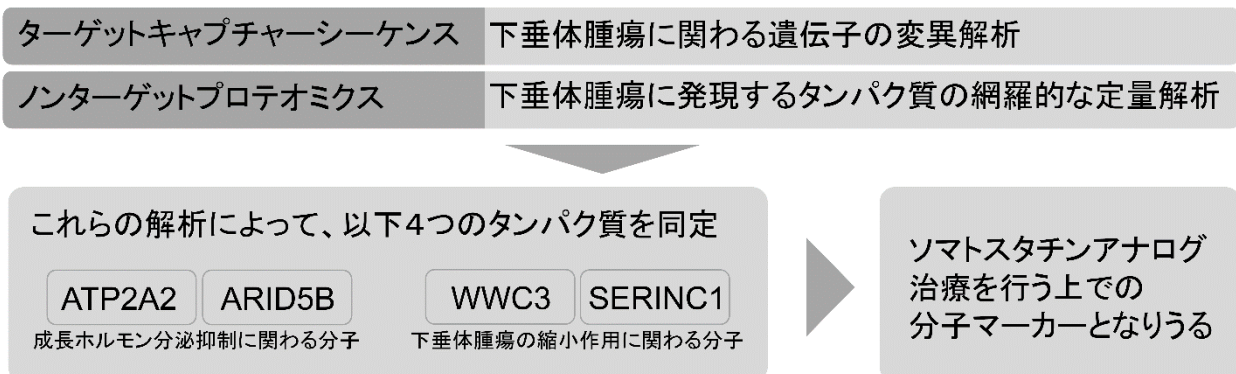 ターゲットキャプチャーシーケンス 下垂体腫瘍に関わる遺伝子の変異解析
ノンターゲットプロテオミクス 下垂体腫瘍に発現するタンパク質の網羅的な定量解析
これらの解析によって、以下4つのタンパク質を同定
ATP2A2 ARID5B WWC3 SERINC1
成長ホルモン分泌抑制に関わる分子 下垂体腫瘍の縮小作用に関わる分子
ソマトスタチンアナログ
治療を行う上での
分子マーカーとなりうる